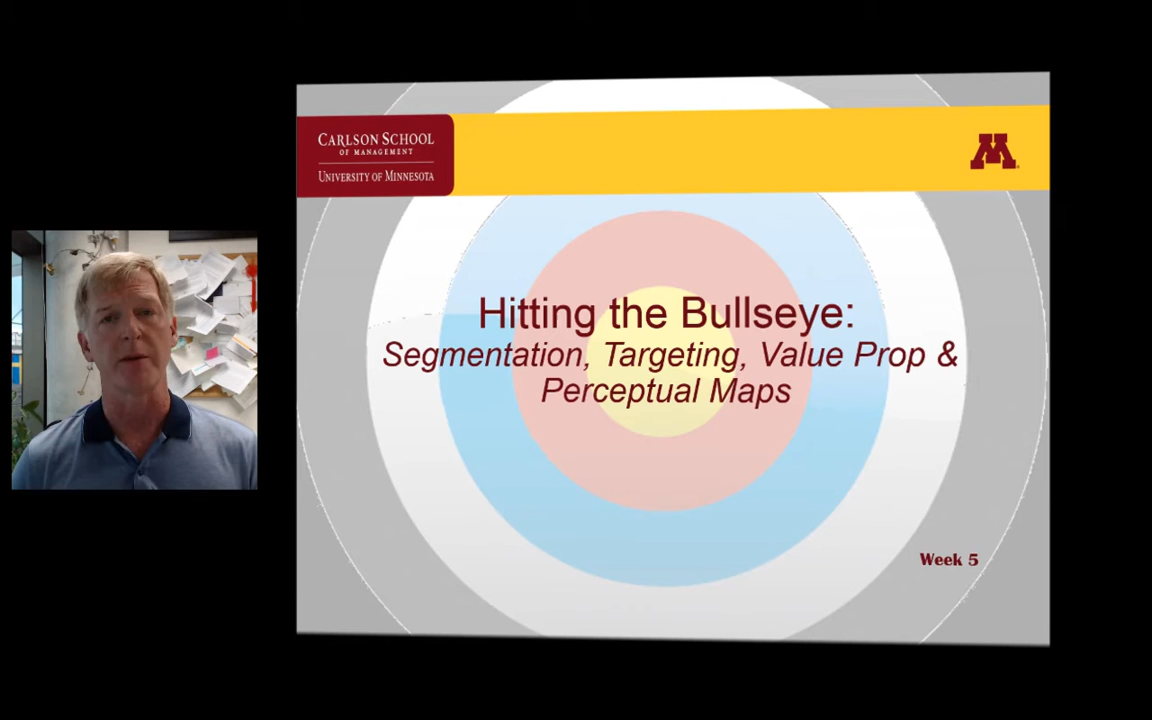 CARLSON SCHOOL
OF MANAGEMENT
UNIVERSITY OF MINNESOTA
M
Hitting the Bullseye:
Segmentation, Targeting, Value Prop &
Perceptual Maps
Week 5